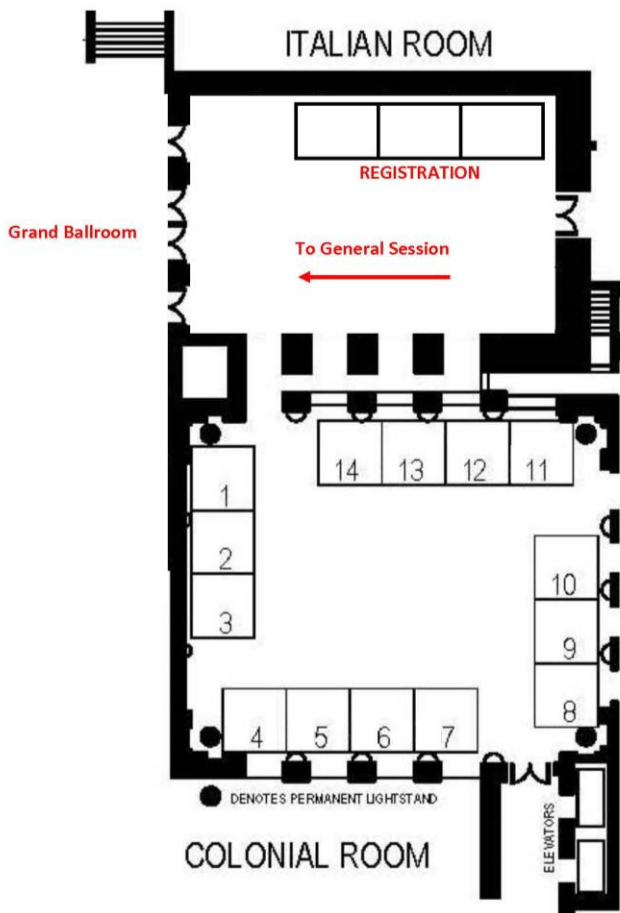 ITALIAN ROOM
REGISTRATION
Grand Ballroom
To General Session
14 13 12 11
1
2
3
10
9
8
4 5 6 7
DENOTES PERMANENT LIGHTSTAND
COLONIAL ROOM
ELEVATORS